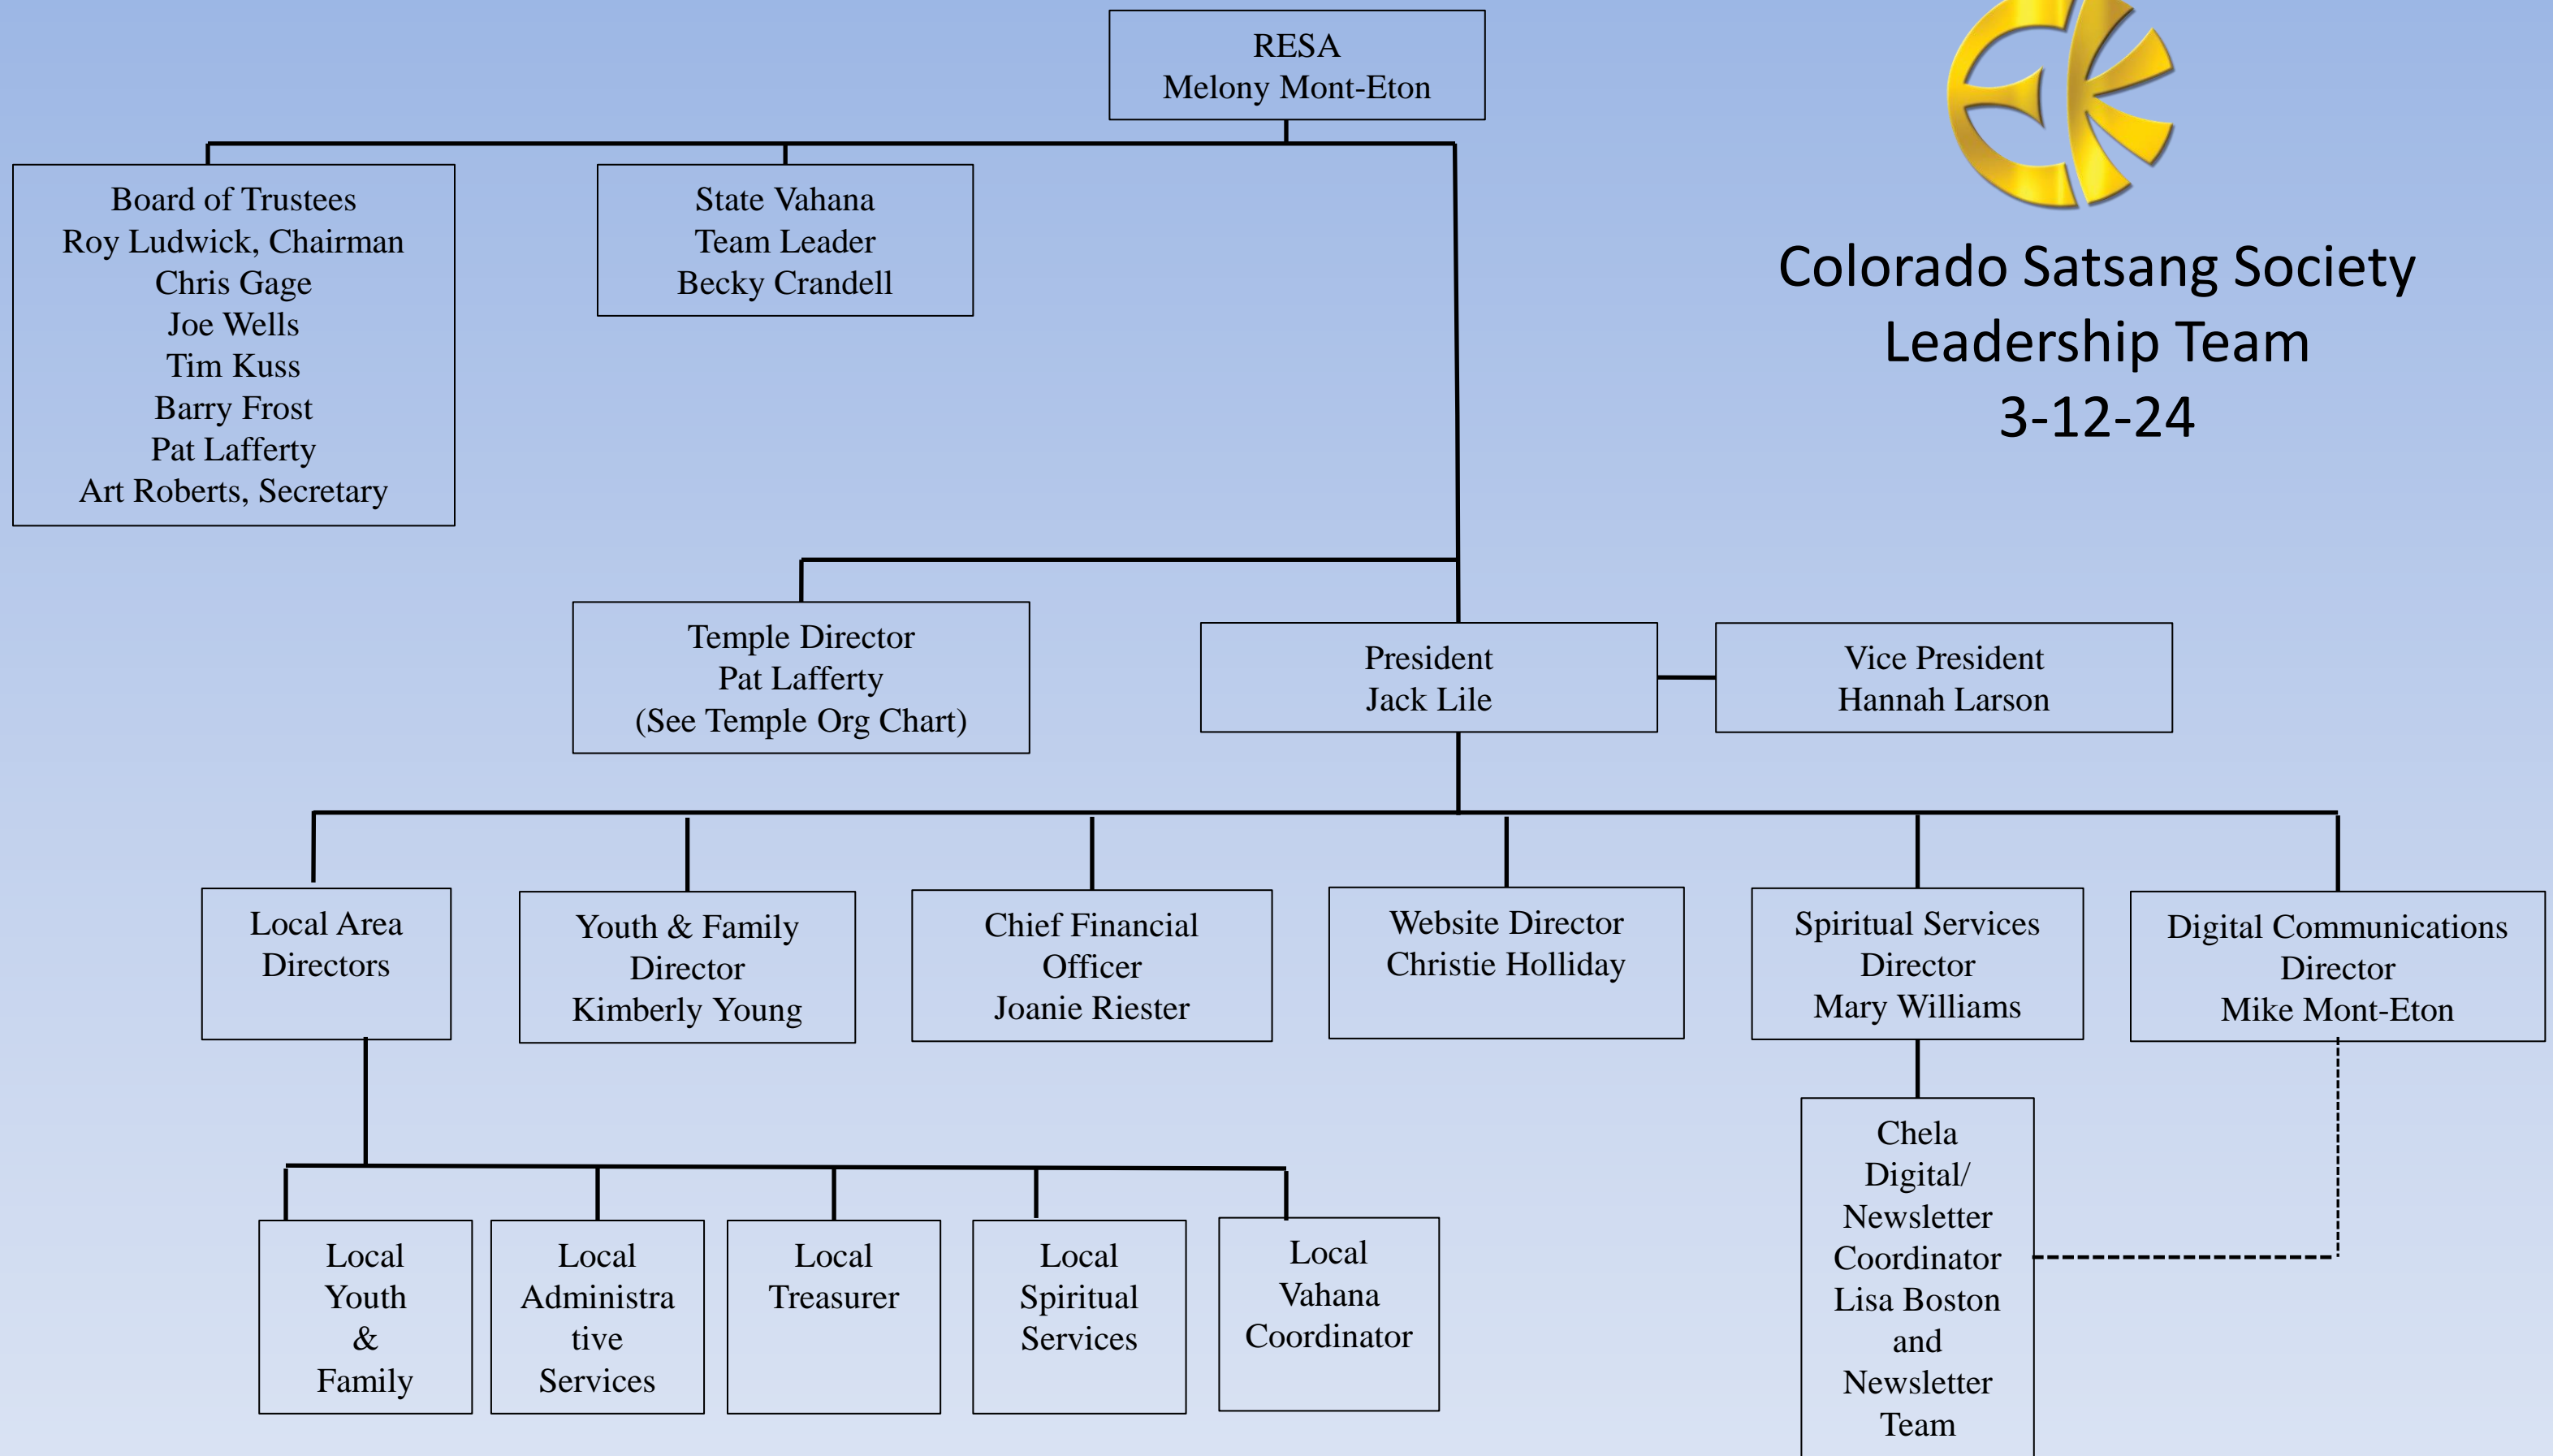 RESA
Melony Mont-Eton
Colorado Satsang Society
Leadership Team
3-12-24
Board of Trustees
Roy Ludwick, Chairman
Chris Gage
Joe Wells
Tim Kuss
Barry Frost
Pat Lafferty
Art Roberts, Secretary
State Vahana
Team Leader
Becky Crandell
Temple Director
Pat Lafferty
(See Temple Org Chart)
President
Jack Lile
Vice President
Hannah Larson
Local Area
Directors
Youth & Family
Director
Kimberly Young
Chief Financial
Officer
Joanie Riester
Website Director
Christie Holliday
Spiritual Services
Director
Mary Williams
Digital Communications
Director
Mike Mont-Eton
Local
Youth
&
Family
Local
Administra
tive
Services
Local
Treasurer
Local
Spiritual
Services
Local
Vahana
Coordinator
Chela
Digital/
Newsletter
Coordinator
Lisa Boston
and
Newsletter
Team